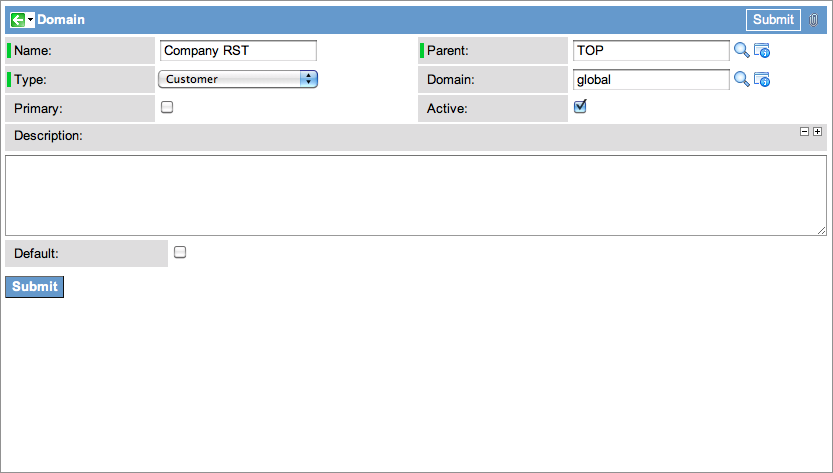 Domain Submit
Name: Company RST Parent: TOP
Type: Customer Domain: global
Primary: Active:
Description:
Default:
Submit